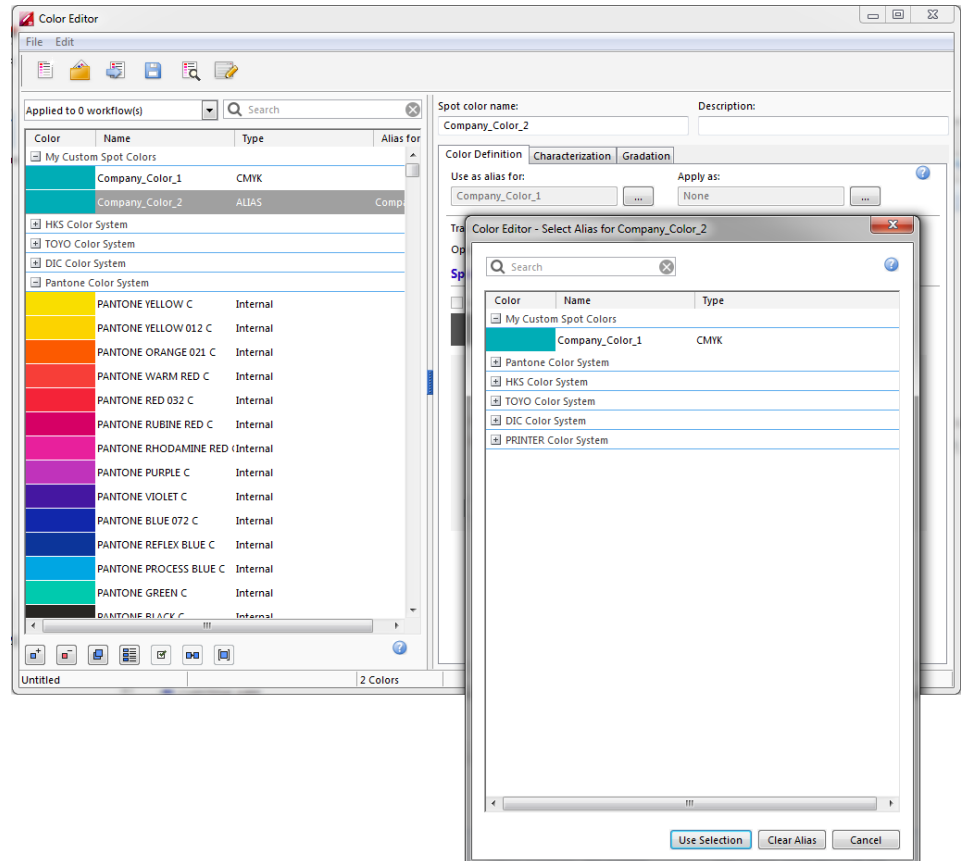 Color Editor
File Edit
Applied to 0 workflow(s)
Search
Color Name Type Alias for
My Custom Spot Colors
Company_Color_1 CMYK
Company_Color_2 ALIAS Compa
HKS Color System
TOYO Color System
DIC Color System
Pantone Color System
PANTONE YELLOW C Internal
PANTONE YELLOW 012 C Internal
PANTONE ORANGE 021 C Internal
PANTONE WARM RED C Internal
PANTONE RED 032 C Internal
PANTONE RUBINE RED C Internal
PANTONE RHODAMINE RED ( Internal
PANTONE PURPLE C Internal
PANTONE VIOLET C Internal
PANTONE BLUE 072 C Internal
PANTONE REFLEX BLUE C Internal
PANTONE PROCESS BLUE C Internal
PANTONE GREEN C Internal
PANTONE BLACK C Internal
Untitled 2 Colors
Spot color name: Description:
Company_Color_2
Color Definition Characterization Gradation
Use as alias for: Apply as:
Company_Color_1 ... None ...
Tra
Op
Sp
Color Editor - Select Alias for Company_Color_2
Search
Color Name Type
My Custom Spot Colors
Company_Color_1 CMYK
Pantone Color System
HKS Color System
TOYO Color System
DIC Color System
PRINTER Color System
Use Selection Clear Alias Cancel